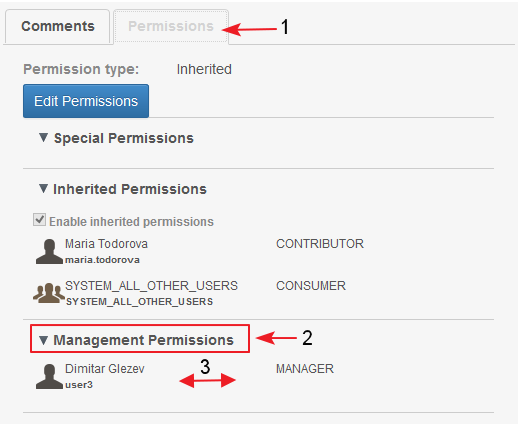 Comments Permissions 1
Permission type: Inherited
Edit Permissions
▼ Special Permissions
▼ Inherited Permissions
Enable inherited permissions
Maria Todorova CONTRIBUTOR
maria.todorova
SYSTEM_ALL_OTHER_USERS CONSUMER
SYSTEM_ALL_OTHER_USERS
▼ Management Permissions 2
Dimitar Glezev 3 MANAGER
user3